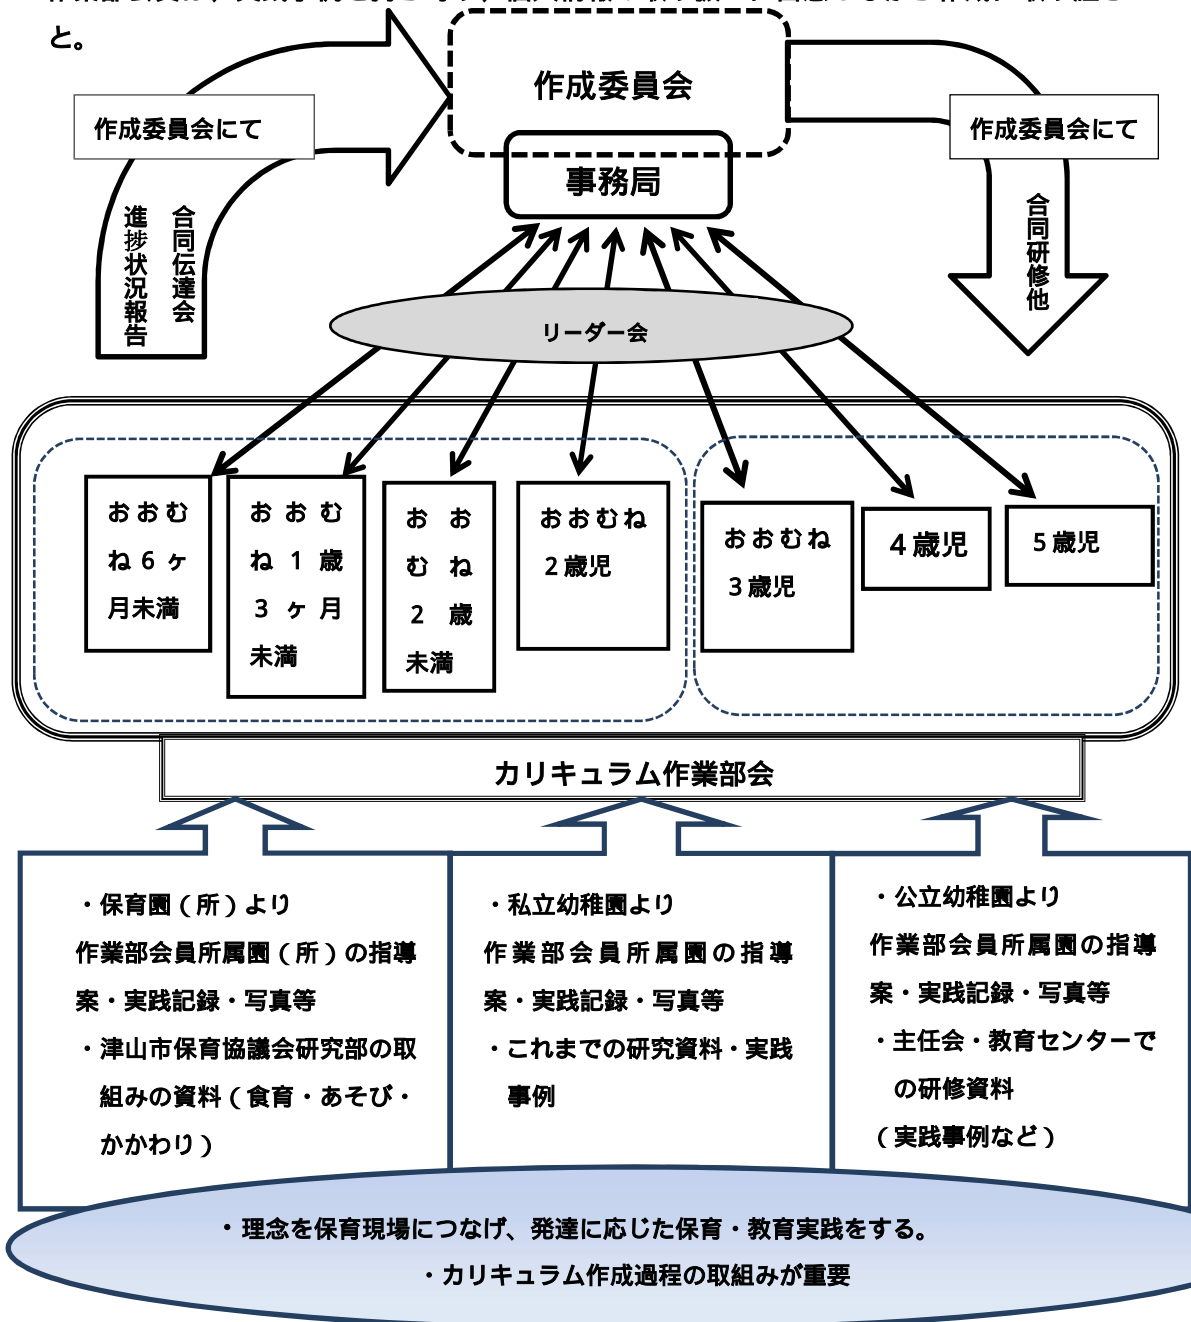 と。
作成委員会
作成委員会にて
作成委員会にて
事務局
合同伝達会
進捗状況報告
合同研修他
リーダー会
おおむ
ね6ヶ
月未満
おおむ
ね1歳
3ヶ月
未満
おお
むね
2歳
未満
おおむね
2歳児
おおむね
3歳児
4歳児
5歳児
カリキュラム作業部会
・保育園(所)より
作業部会員所属園(所)の指導
案・実践記録・写真等
・津山市保育協議会研究部の取
組みの資料(食育・あそび・
かかわり)
・私立幼稚園より
作業部会員所属園の指導
案・実践記録・写真等
・これまでの研究資料・実践
事例
・公立幼稚園より
作業部会員所属園の指導
案・実践記録・写真等
・主任会・教育センターで
の研修資料
(実践事例など)
・理念を保育現場につなげ、発達に応じた保育・教育実践をする。
・カリキュラム作成過程の取組みが重要